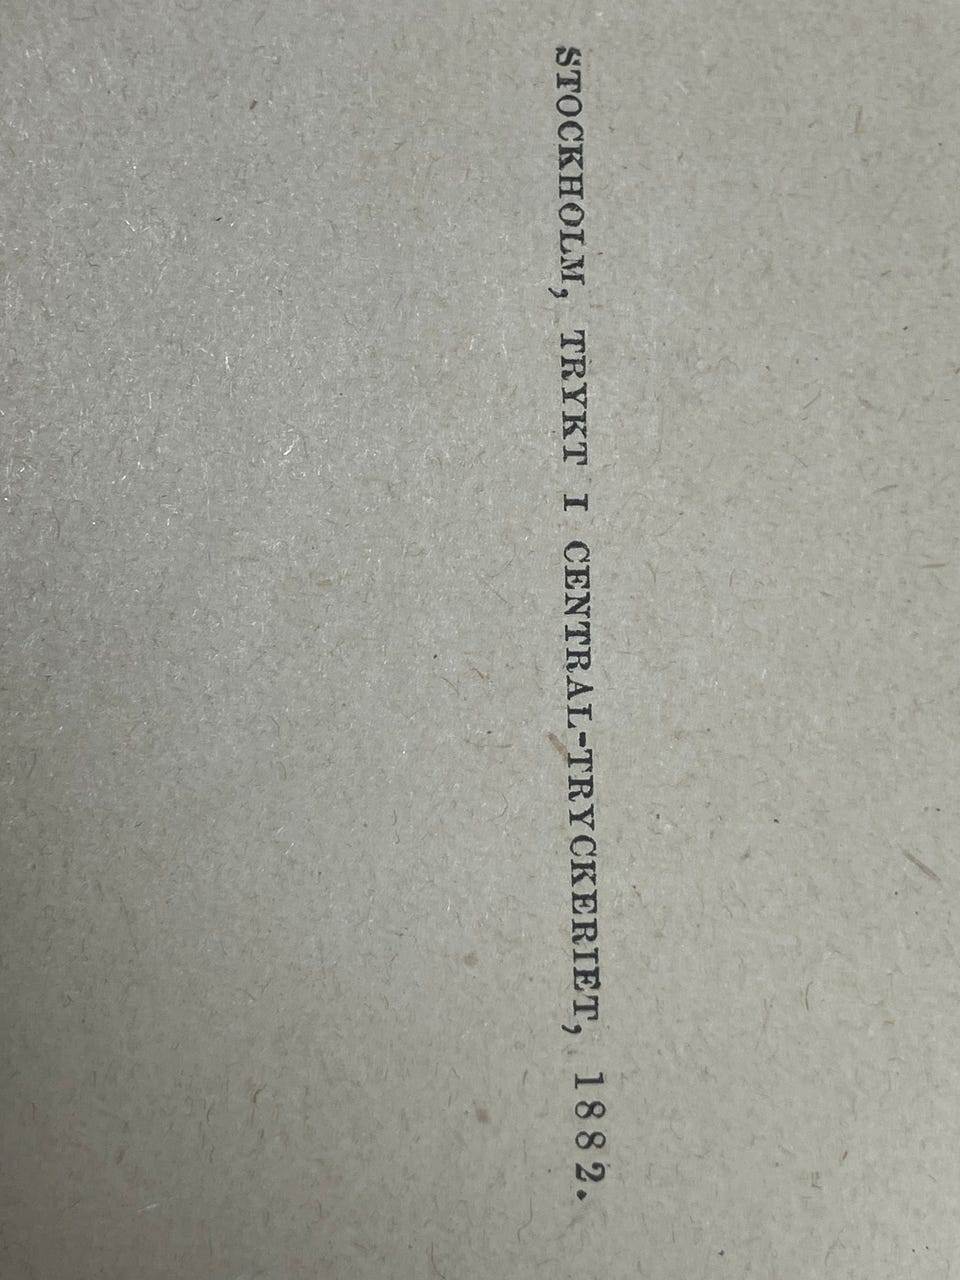 STOCKHOLM, TRYKT I CENTRAL-TRYCKERIET, 1882.